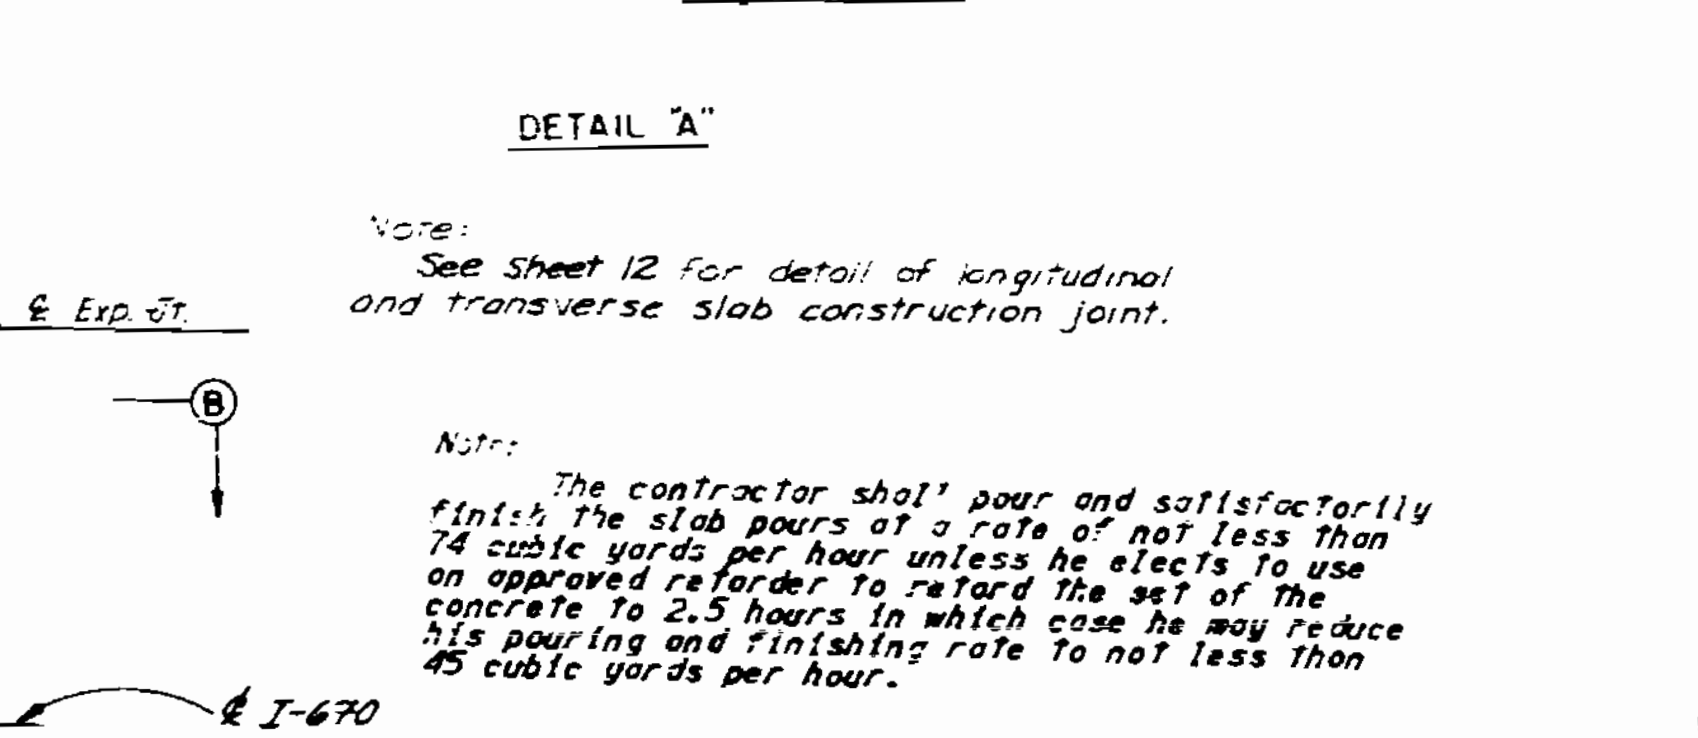 DETAIL "A"
Note:
See Sheet 12 for detail of longitudinal
and transverse slab construction joint.
℄ Exp. Jt.
B
Note:
The contractor shall pour and satisfactorily
finish the slab pours at a rate of not less than
74 cubic yards per hour unless he elects to use
an approved retarder to retard the set of the
concrete to 2.5 hours in which case he may reduce
his pouring and finishing rate to not less than
45 cubic yards per hour.
℄ I-670